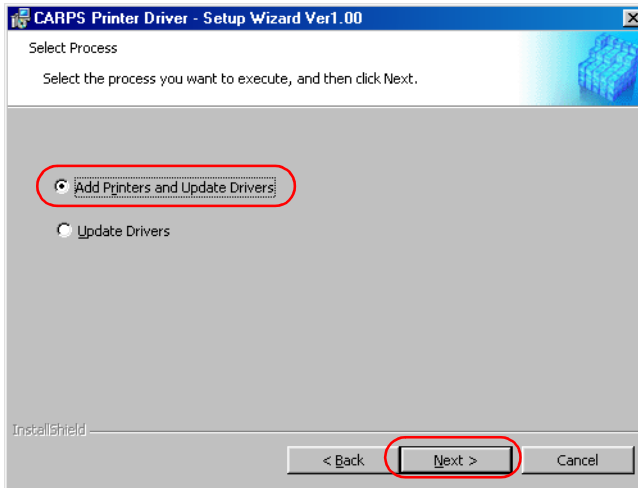 CARPS Printer Driver - Setup Wizard Ver1.00
Select Process
Select the process you want to execute, and then click Next.
Add Printers and Update Drivers
Update Drivers
InstallShield
< Back Next > Cancel